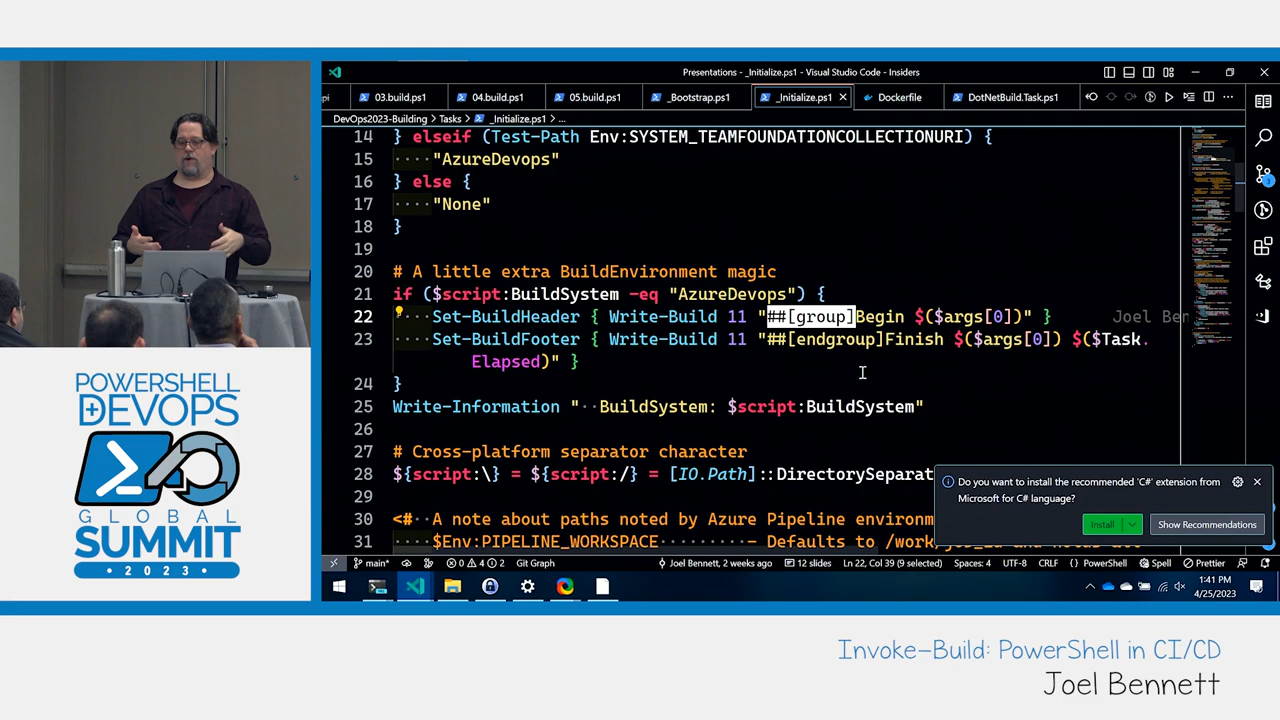 Presentations - _Initialize.ps1 - Visual Studio Code - Insiders
03.build.ps1
04.build.ps1
05.build.ps1
_Bootstrap.ps1
_Initialize.ps1
Dockerfile
DotNetBuild.Task.ps1
DevOps2023-Building > Tasks > _Initialize.ps1 > ...
14 } elseif (Test-Path Env:SYSTEM_TEAMFOUNDATIONCOLLECTIONURI) {
15 ····"AzureDevops"
16 } else {
17 ····"None"
18 }
19
20 # A little extra BuildEnvironment magic
21 if ($script:BuildSystem -eq "AzureDevops") {
22 ····Set-BuildHeader { Write-Build 11 "##[group]Begin $($args[0])" } Joel Ben
23 ····Set-BuildFooter { Write-Build 11 "##[endgroup]Finish $($args[0]) $($Task.
Elapsed)" }
24 }
25 Write-Information "··BuildSystem: $script:BuildSystem"
26
27 # Cross-platform separator character
28 ${script:\} = ${script:/} = [IO.Path]::DirectorySeparat
29
30 <#··A note about paths noted by Azure Pipeline environm
31 $Env:PIPELINE_WORKSPACE·········- Defaults to /work/
Do you want to install the recommended 'C#' extension from
Microsoft for C# language?
Install
Show Recommendations
main*
0 4 2
Git Graph
Joel Bennett, 2 weeks ago
12 slides
Ln 22, Col 39 (9 selected)
Spaces: 4
UTF-8
CRLF
{ } PowerShell
Spell
Prettier
1:41 PM
4/25/2023
POWERSHELL
+DEVOPS
GLOBAL
SUMMIT
• 2023 •
Invoke-Build: PowerShell in CI/CD
Joel Bennett